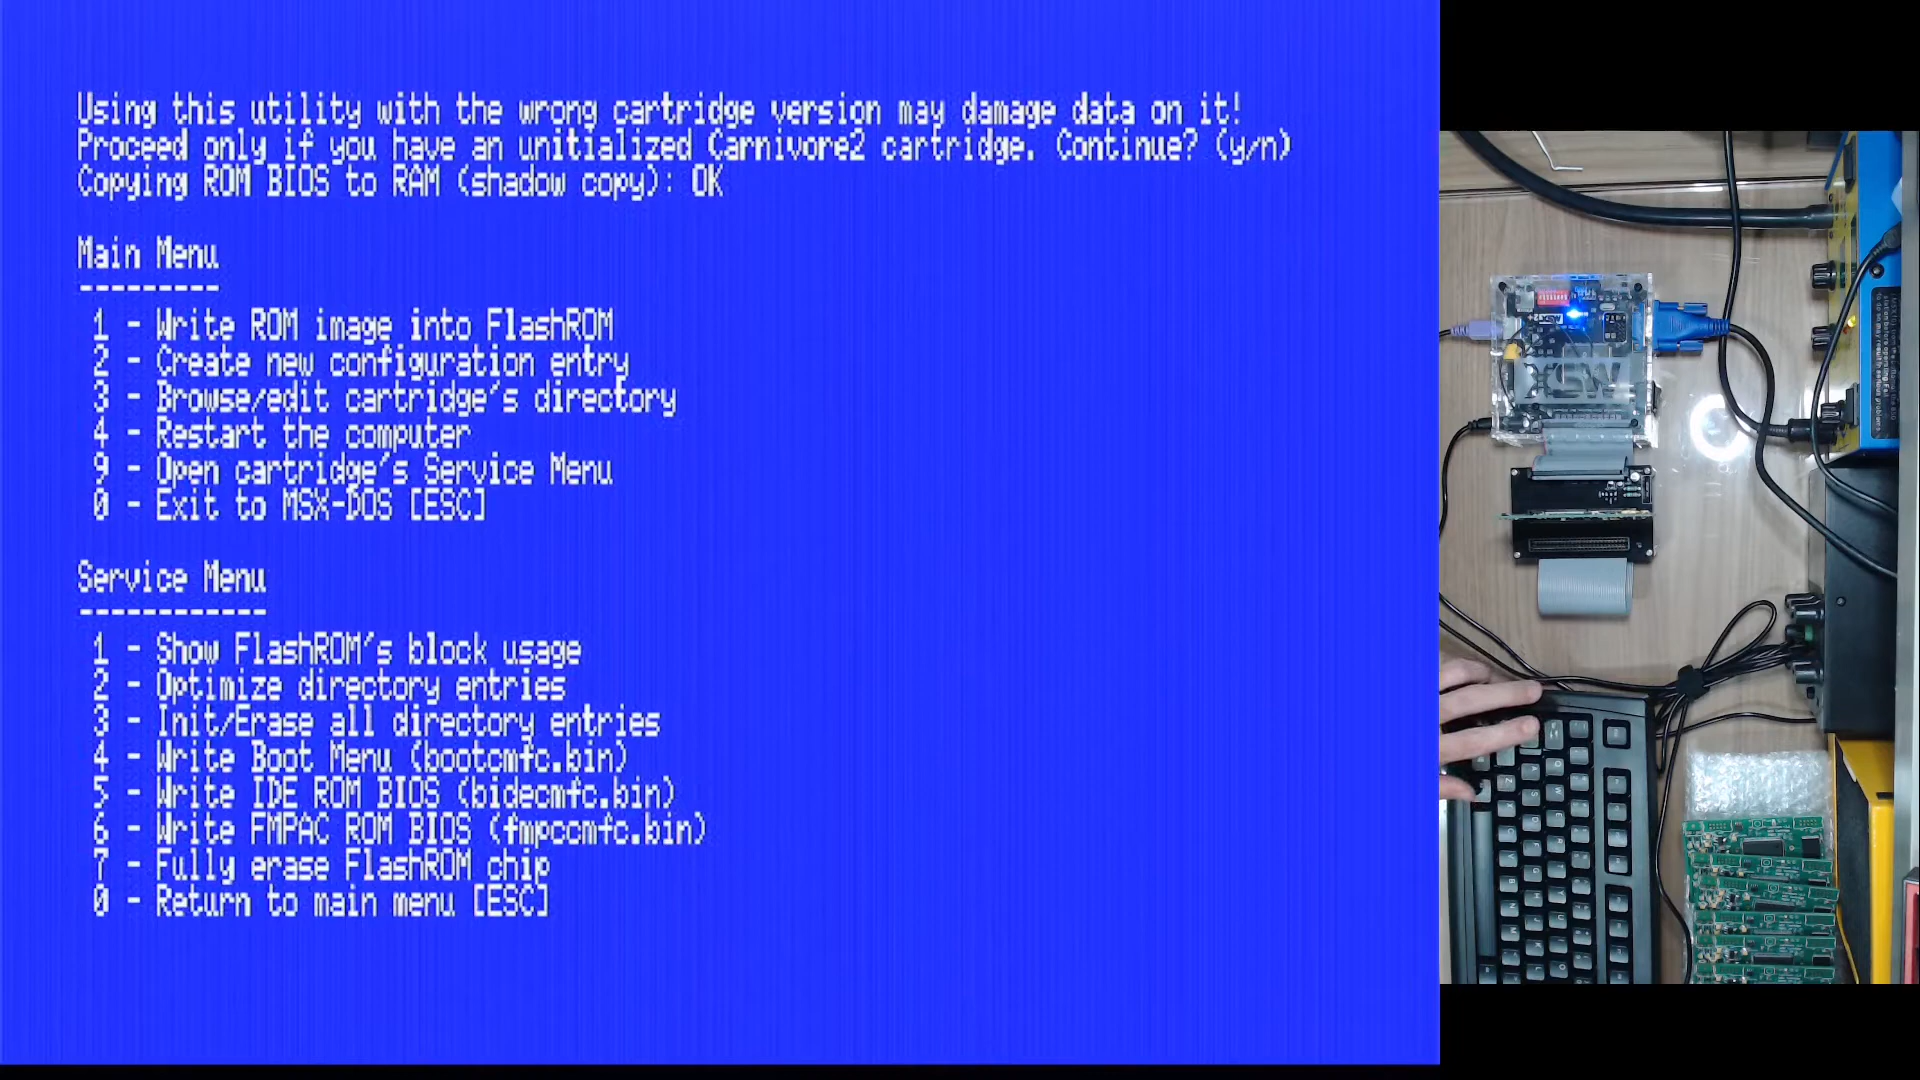 Using this utility with the wrong cartridge version may damage data on it!
Proceed only if you have an unitialized Carnivore2 cartridge. Continue? (y/n)
Copying ROM BIOS to RAM (shadow copy): OK
Main Menu
---------
1 - Write ROM image into FlashROM
2 - Create new configuration entry
3 - Browse/edit cartridge's directory
4 - Restart the computer
9 - Open cartridge's Service Menu
0 - Exit to MSX-DOS [ESC]
Service Menu
------------
1 - Show FlashROM's block usage
2 - Optimize directory entries
3 - Init/Erase all directory entries
4 - Write Boot Menu (bootcmfc.bin)
5 - Write IDE ROM BIOS (bidecmfc.bin)
6 - Write FMPAC ROM BIOS (fmpccmfc.bin)
7 - Fully erase FlashROM chip
0 - Return to main menu [ESC]